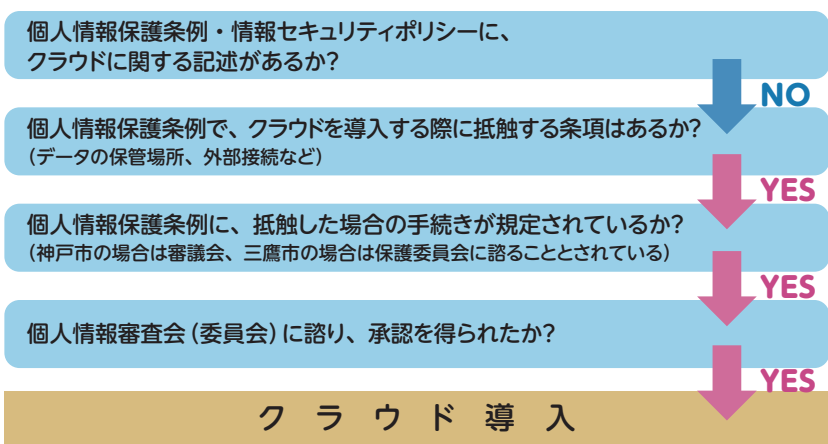 個人情報保護条例・情報セキュリティポリシーに、
クラウドに関する記述があるか?
NO
個人情報保護条例で、クラウドを導入する際に抵触する条項はあるか?
(データの保管場所、外部接続など)
YES
個人情報保護条例に、抵触した場合の手続きが規定されているか?
(神戸市の場合は審議会、三鷹市の場合は保護委員会に諮ることとされている)
YES
個人情報審査会(委員会)に諮り、承認を得られたか?
YES
クラウド導入